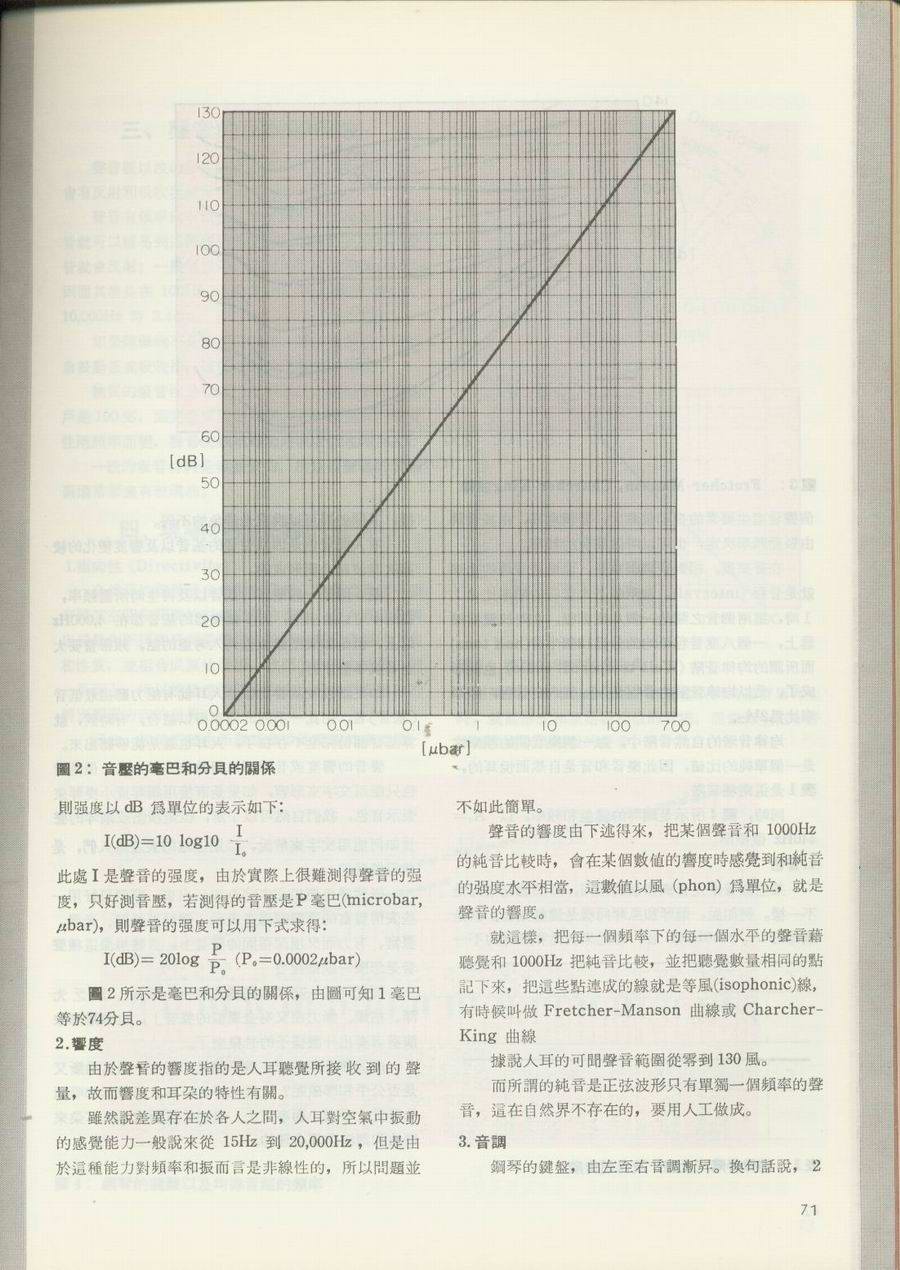 130
120
110
100
90
80
70
60
[dB]
50
40
30
20
10
0
0.0002 0.001 0.01 0.1 1 10 100 700
[μbar]
圖2：音壓的毫巴和分貝的關係
則强度以 dB 爲單位的表示如下：
I(dB)=10 log10 I/I₀
此處 I 是聲音的强度，由於實際上很難測得聲音的强
度，只好測音壓，若測得的音壓是P毫巴(microbar,
μbar)，則聲音的强度可以用下式求得：
I(dB)= 20log P/P₀ (P₀=0.0002μbar)
圖2所示是毫巴和分貝的關係，由圖可知1毫巴
等於74分貝。
2.響度
由於聲音的響度指的是人耳聽覺所接收到的聲
量，故而響度和耳朶的特性有關。
雖然說差異存在於各人之間，人耳對空氣中振動
的感覺能力一般說來從 15Hz 到 20,000Hz，但是由
於這種能力對頻率和振而言是非線性的，所以問題並
不如此簡單。
聲音的響度由下述得來，把某個聲音和 1000Hz
的純音比較時，會在某個數値的響度時感覺到和純音
的强度水平相當，這數値以風 (phon) 爲單位，就是
聲音的響度。
就這樣，把每一個頻率下的每一個水平的聲音藉
聽覺和 1000Hz 把純音比較，並把聽覺數量相同的點
記下來，把這些點連成的線就是等風(isophonic)線，
有時候叫做 Fretcher-Manson 曲線或 Charcher-
King 曲線
據說人耳的可聞聲音範圍從零到 130 風。
而所謂的純音是正弦波形只有單獨一個頻率的聲
音，這在自然界不存在的，要用人工做成。
3.音調
鋼琴的鍵盤，由左至右音調漸昇。換句話說，2
71